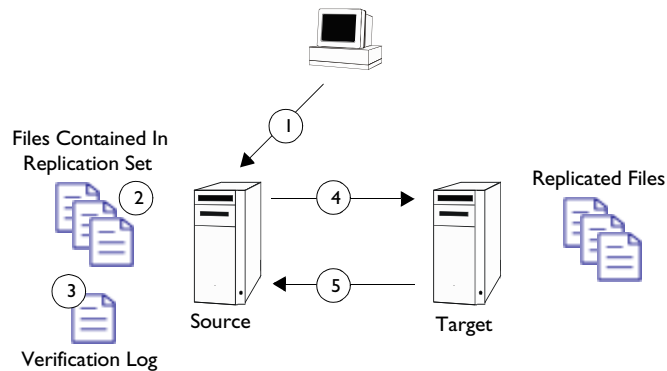 1
Files Contained In
Replication Set
2
4
Replicated Files
3
5
Source
Target
Verification Log